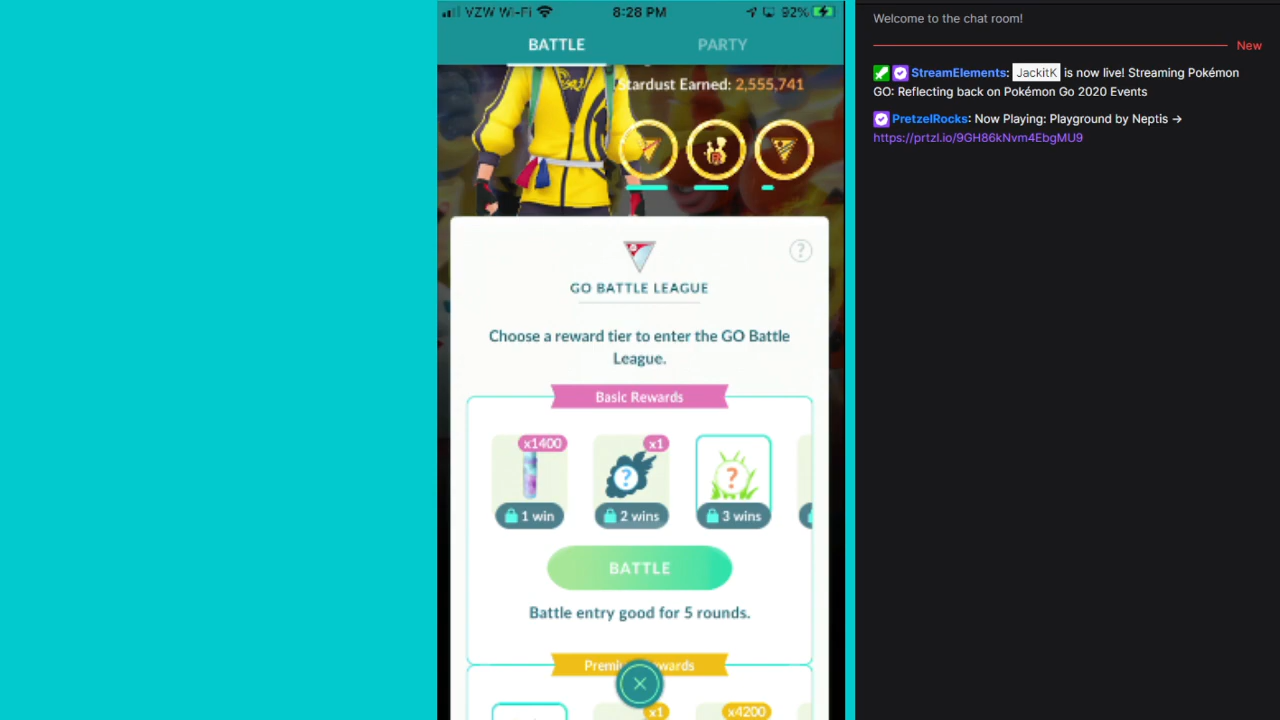 VZW Wi-Fi
8:28 PM
92%
BATTLE
PARTY
Stardust Earned: 2,555,741
?
GO BATTLE LEAGUE
Choose a reward tier to enter the GO Battle
League.
Basic Rewards
x1400
x1
?
?
1 win
2 wins
3 wins
BATTLE
Battle entry good for 5 rounds.
x1
x4200
Welcome to the chat room!
New
StreamElements: JackitK is now live! Streaming Pokémon
GO: Reflecting back on Pokémon Go 2020 Events
PretzelRocks: Now Playing: Playground by Neptis →
https://prtzl.io/9GH86kNvm4EbgMU9